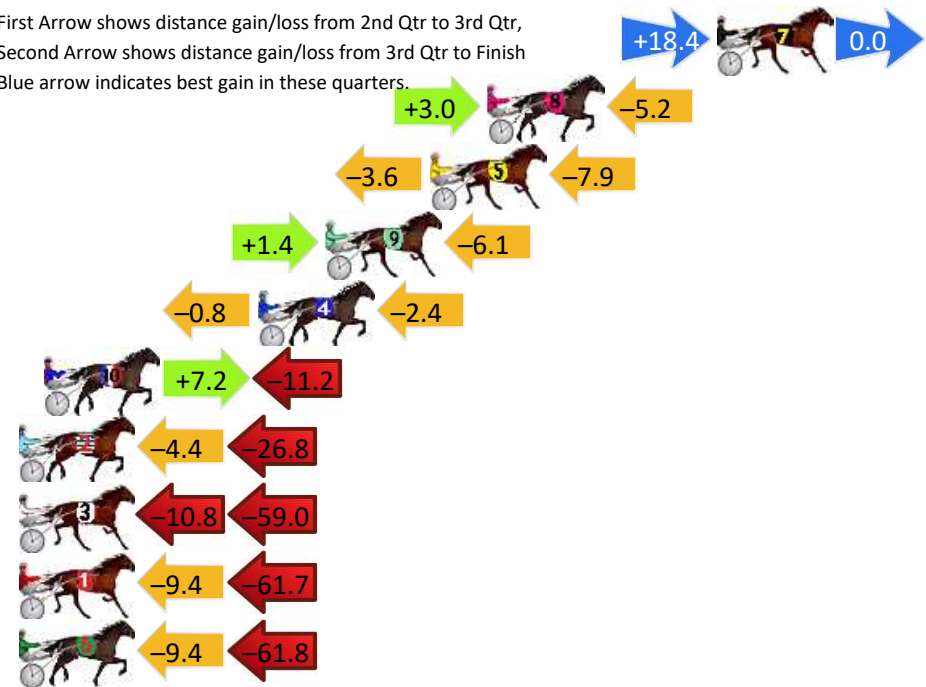 First Arrow shows distance gain/loss from 2nd Qtr to 3rd Qtr,
Second Arrow shows distance gain/loss from 3rd Qtr to Finish
Blue arrow indicates best gain in these quarters.
+18.4 7 0.0
+3.0 8 –5.2
–3.6 5 –7.9
+1.4 9 –6.1
–0.8 4 –2.4
10 +7.2 –11.2
2 –4.4 –26.8
3 –10.8 –59.0
1 –9.4 –61.7
6 –9.4 –61.8